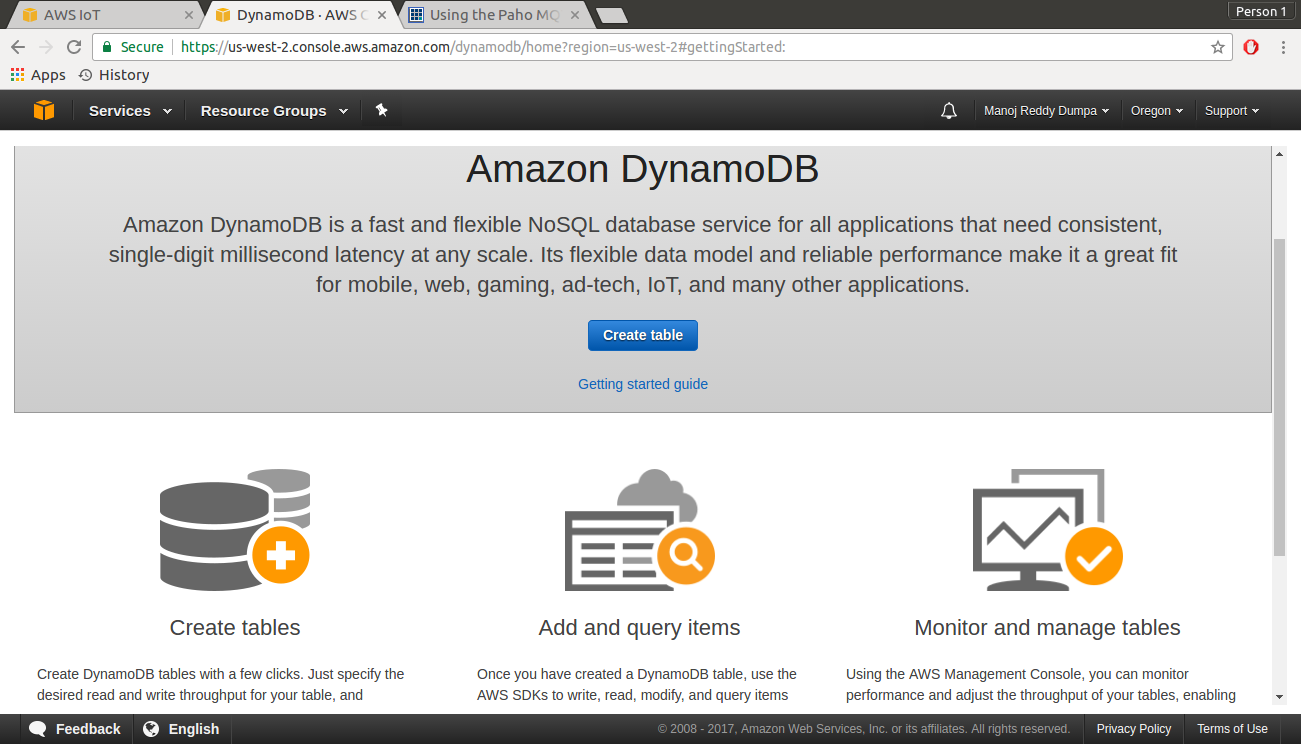 Person 1
AWS IoT
DynamoDB · AWS C
Using the Paho MQ
Secure
https://us-west-2.console.aws.amazon.com/dynamodb/home?region=us-west-2#gettingStarted:
Apps
History
Services
Resource Groups
Manoj Reddy Dumpa
Oregon
Support
Amazon DynamoDB
Amazon DynamoDB is a fast and flexible NoSQL database service for all applications that need consistent,
single-digit millisecond latency at any scale. Its flexible data model and reliable performance make it a great fit
for mobile, web, gaming, ad-tech, IoT, and many other applications.
Create table
Getting started guide
Create tables
Create DynamoDB tables with a few clicks. Just specify the
desired read and write throughput for your table, and
Add and query items
Once you have created a DynamoDB table, use the
AWS SDKs to write, read, modify, and query items
Monitor and manage tables
Using the AWS Management Console, you can monitor
performance and adjust the throughput of your tables, enabling
Feedback
English
© 2008 - 2017, Amazon Web Services, Inc. or its affiliates. All rights reserved.
Privacy Policy
Terms of Use